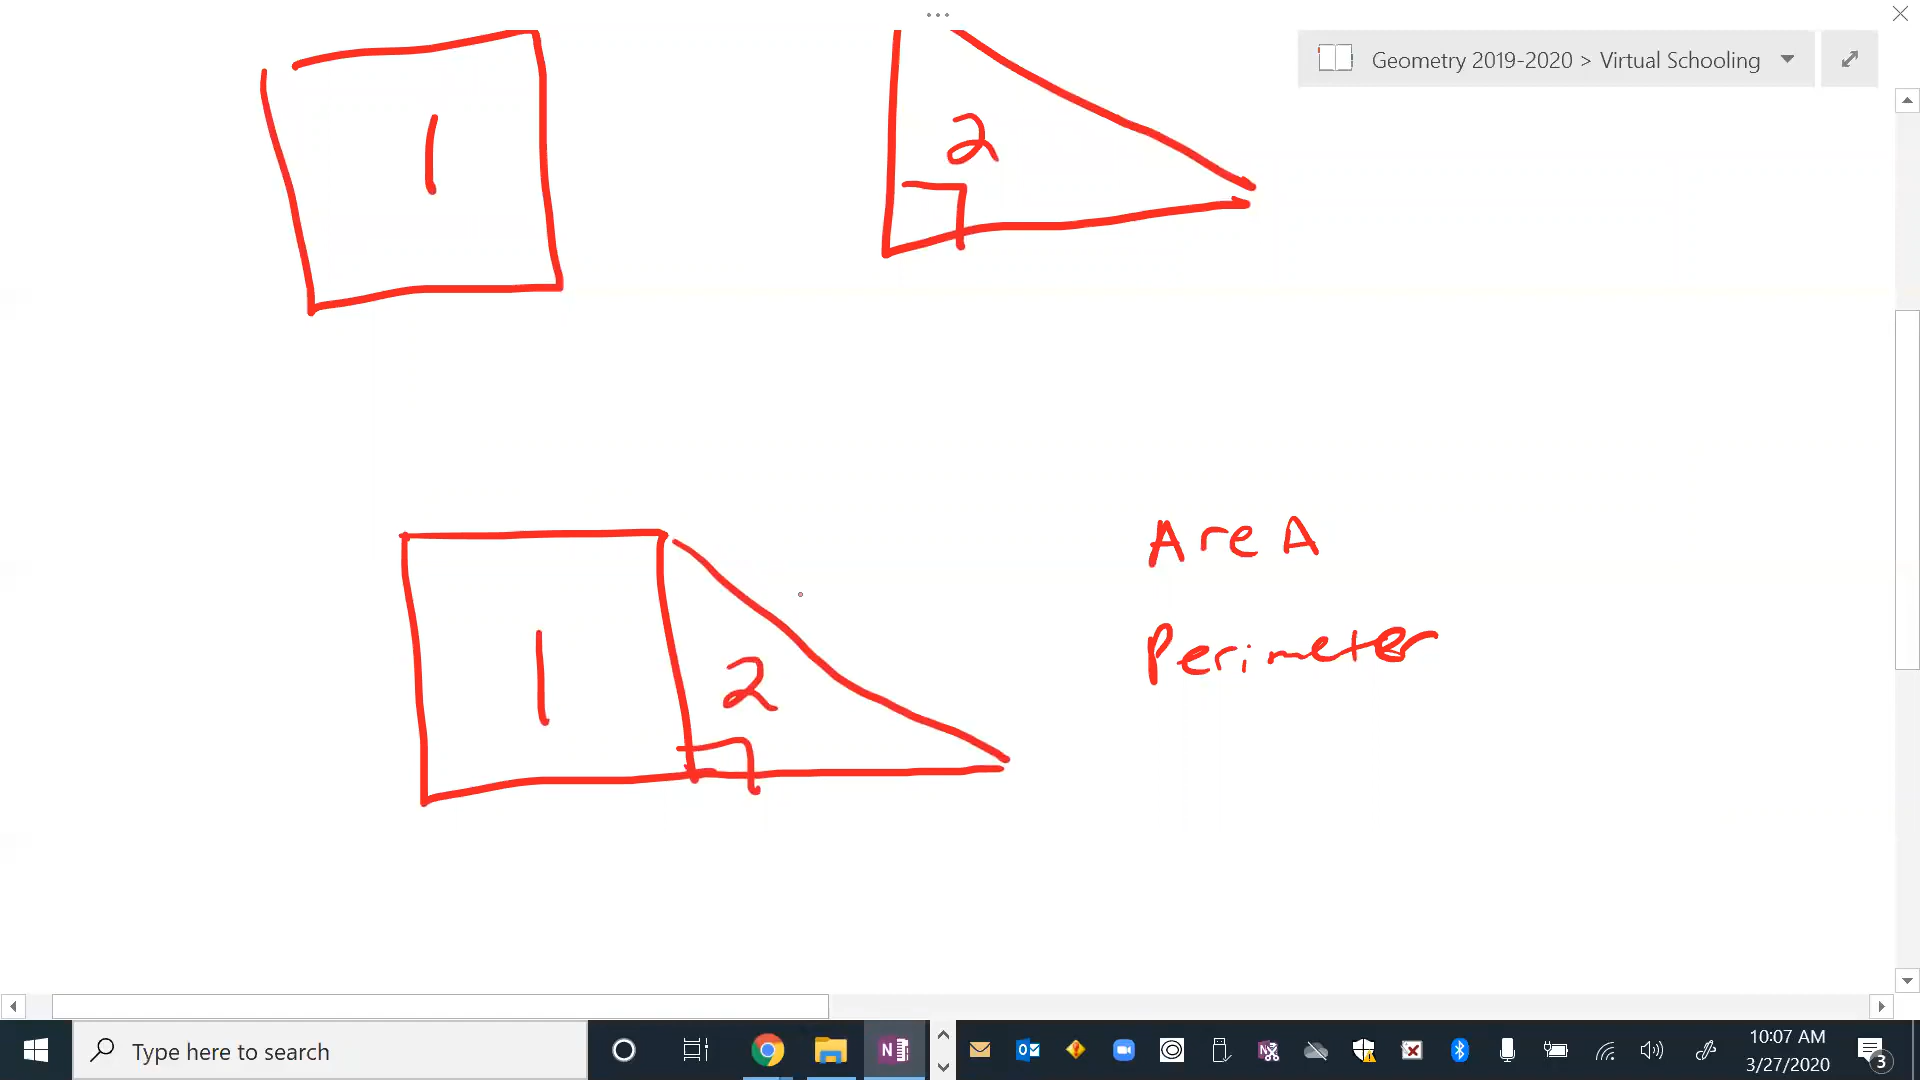 Geometry 2019-2020 > Virtual Schooling
1
2
AreA
1
2
Perimeter
Type here to search
N
10:07 AM
3/27/2020
3